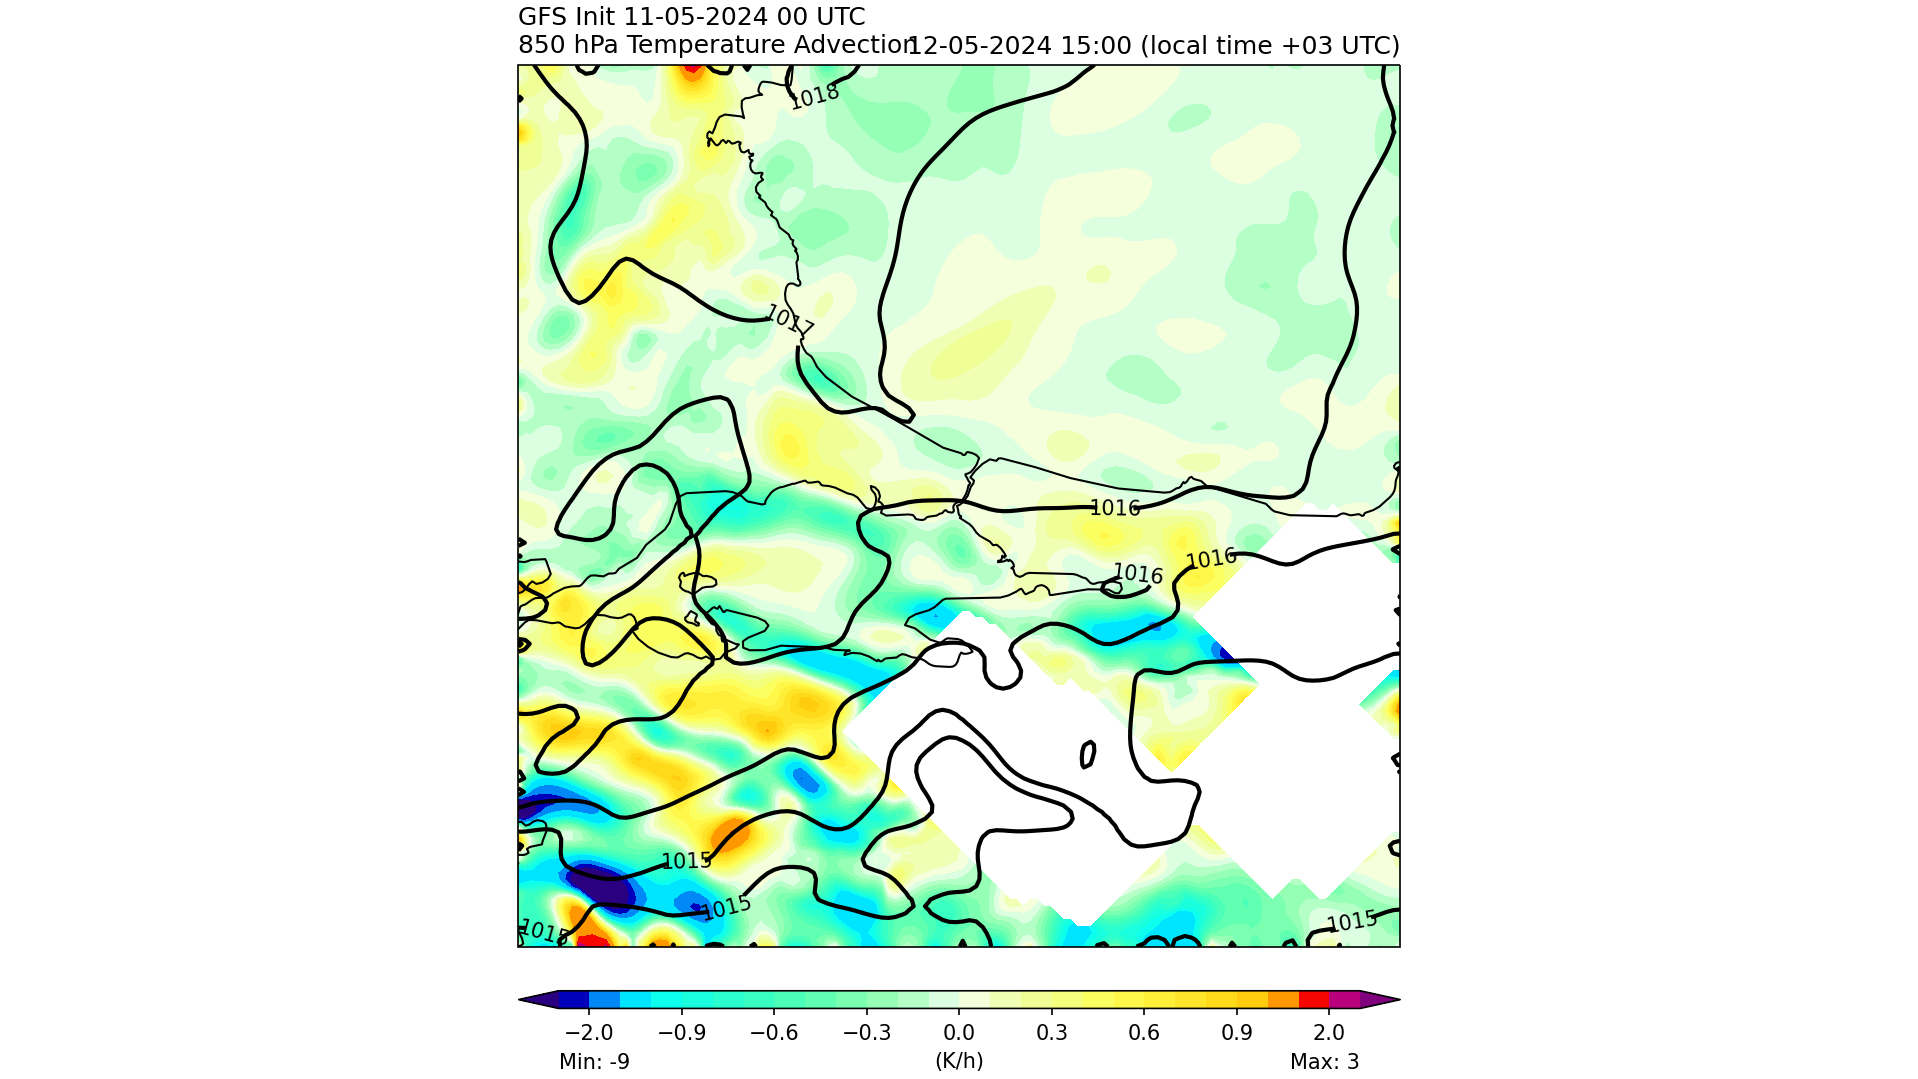 GFS Init 11-05-2024 00 UTC
850 hPa Temperature Advection
12-05-2024 15:00 (local time +03 UTC)
1018
1017
1016
1016
1016
1015
1015
1015
1015
−2.0 −0.9 −0.6 −0.3 0.0 0.3 0.6 0.9 2.0
Min: -9 (K/h) Max: 3